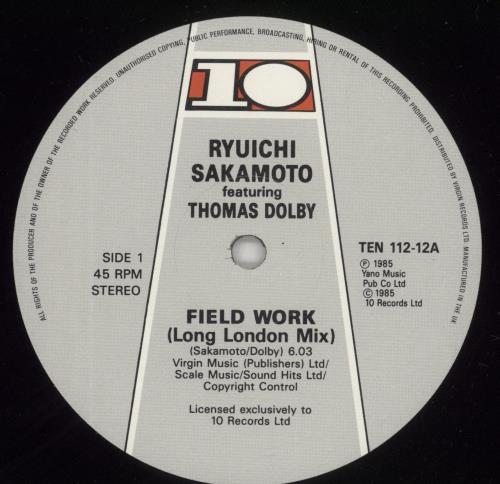 ALL RIGHTS OF THE PRODUCER AND OF THE OWNER OF THE RECORDED WORK RESERVED. UNAUTHORISED COPYING, PUBLIC PERFORMANCE, BROADCASTING, HIRING OR RENTAL OF THIS RECORDING PROHIBITED. DISTRIBUTED BY VIRGIN RECORDS LTD. MANUFACTURED IN THE UK
10
RYUICHI
SAKAMOTO
featuring
THOMAS DOLBY
SIDE 1
45 RPM
STEREO
TEN 112-12A
Ⓟ 1985
Yano Music
Pub Co Ltd
© 1985
10 Records Ltd
FIELD WORK
(Long London Mix)
(Sakamoto/Dolby) 6.03
Virgin Music (Publishers) Ltd/
Scale Music/Sound Hits Ltd/
Copyright Control
Licensed exclusively to
10 Records Ltd